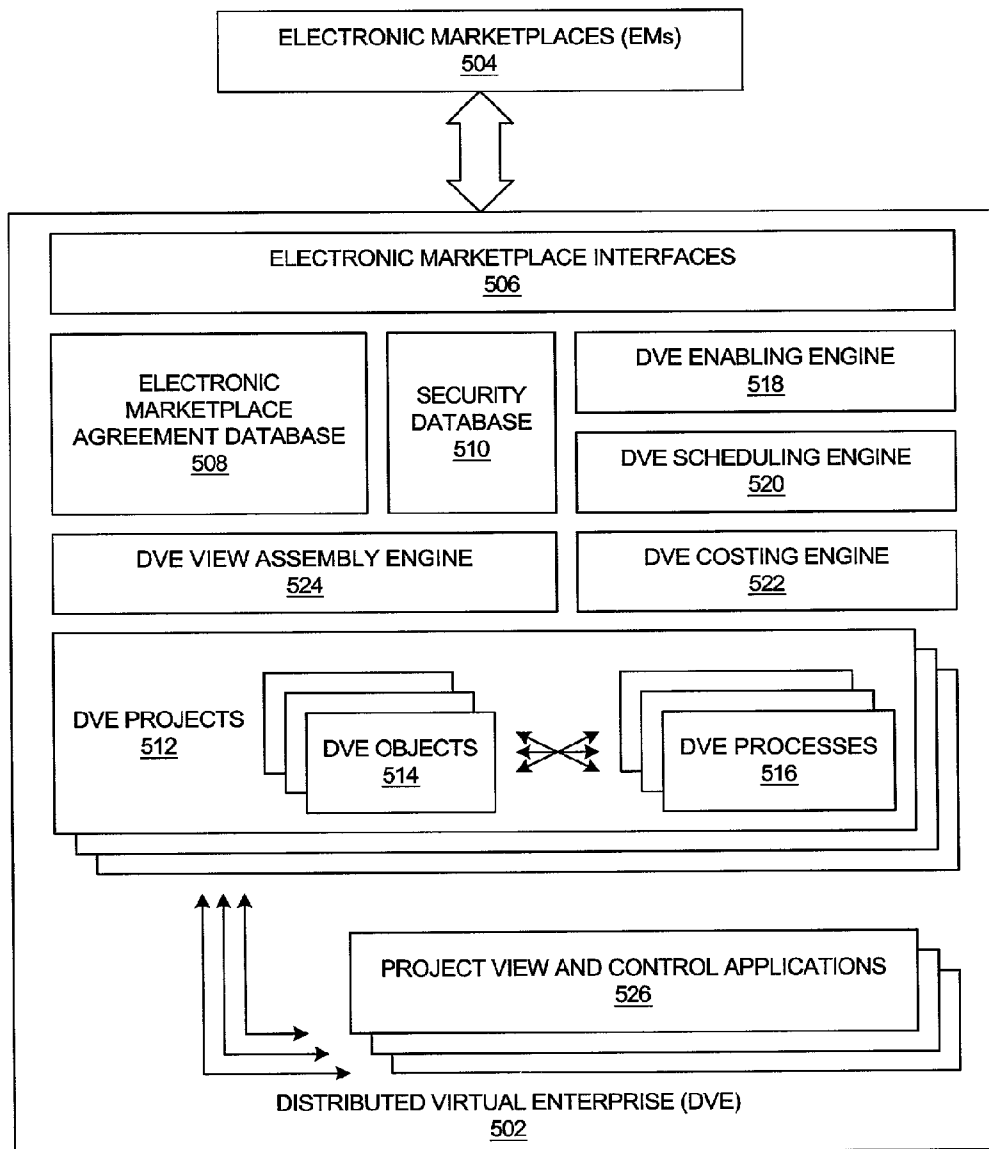 ELECTRONIC MARKETPLACES (EMs)
504
ELECTRONIC MARKETPLACE INTERFACES
506
ELECTRONIC
MARKETPLACE
AGREEMENT DATABASE
508
SECURITY
DATABASE
510
DVE ENABLING ENGINE
518
DVE SCHEDULING ENGINE
520
DVE VIEW ASSEMBLY ENGINE
524
DVE COSTING ENGINE
522
DVE PROJECTS
512
DVE OBJECTS
514
DVE PROCESSES
516
PROJECT VIEW AND CONTROL APPLICATIONS
526
DISTRIBUTED VIRTUAL ENTERPRISE (DVE)
502